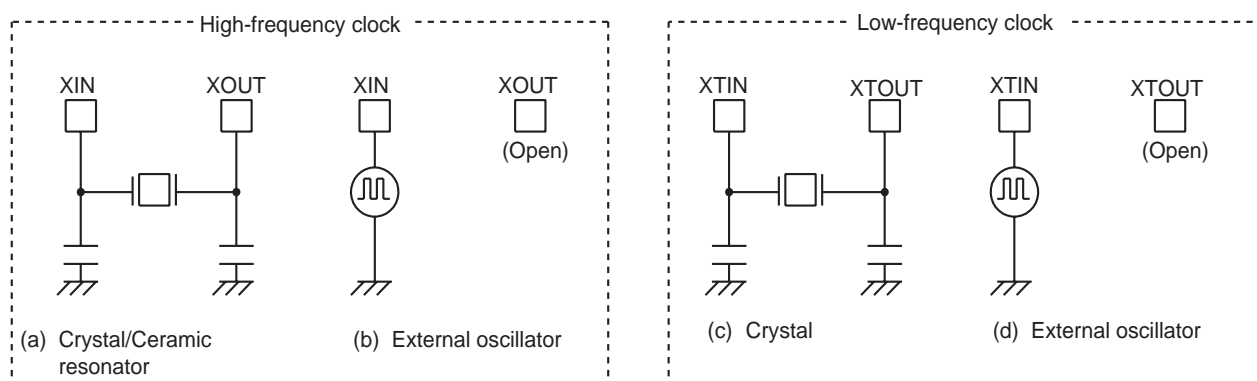 High-frequency clock
Low-frequency clock
XIN
XOUT
XIN
XOUT
(Open)
XTIN
XTOUT
XTIN
XTOUT
(Open)
(a) Crystal/Ceramic
resonator
(b) External oscillator
(c) Crystal
(d) External oscillator